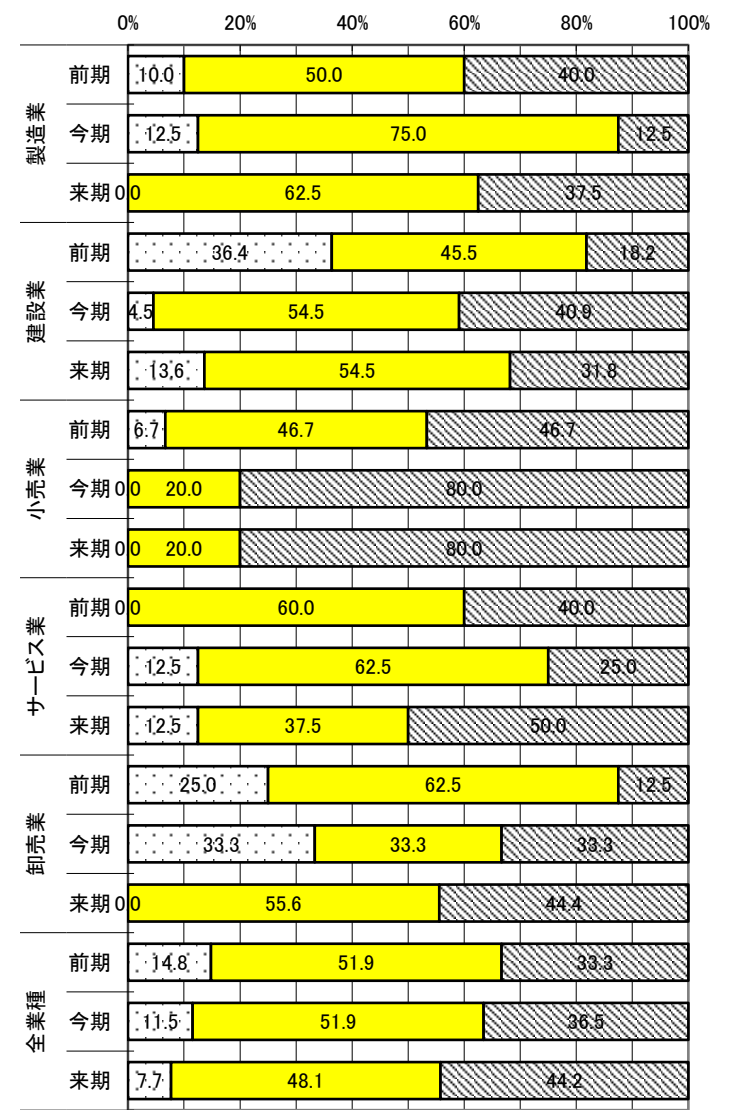 0% 20% 40% 60% 80% 100%
製造業
前期 10.0 50.0 40.0
今期 12.5 75.0 12.5
来期 0.0 62.5 37.5
建設業
前期 36.4 45.5 18.2
今期 4.5 54.5 40.9
来期 13.6 54.5 31.8
小売業
前期 6.7 46.7 46.7
今期 0.0 20.0 80.0
来期 0.0 20.0 80.0
サービス業
前期 0.0 60.0 40.0
今期 12.5 62.5 25.0
来期 12.5 37.5 50.0
卸売業
前期 25.0 62.5 12.5
今期 33.3 33.3 33.3
来期 0.0 55.6 44.4
全業種
前期 14.8 51.9 33.3
今期 11.5 51.9 36.5
来期 7.7 48.1 44.2